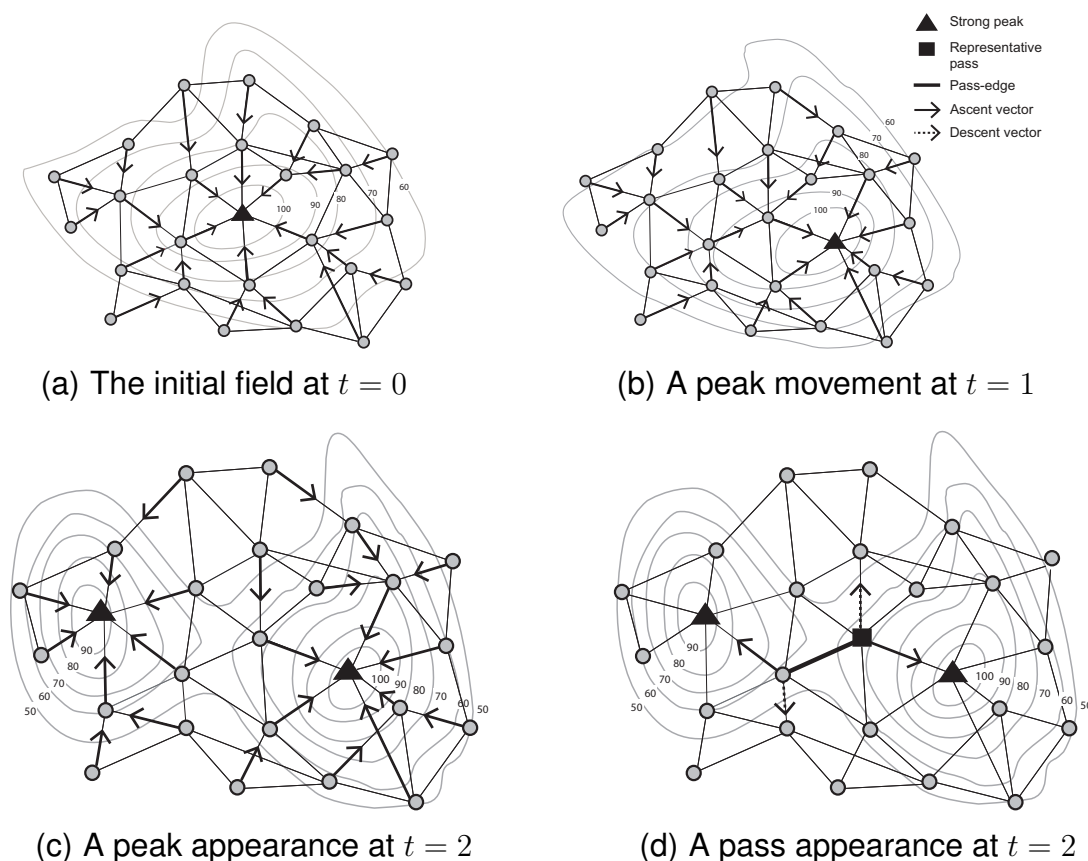 Strong peak
Representative
pass
Pass-edge
Ascent vector
Descent vector
100 90 80 70 60
60
70
80
90
100
(a) The initial field at t = 0
(b) A peak movement at t = 1
90
80
70
60
50
100 90 80 70 60 50
90
80
70
60
50
100 90 80 70 60 50
(c) A peak appearance at t = 2
(d) A pass appearance at t = 2